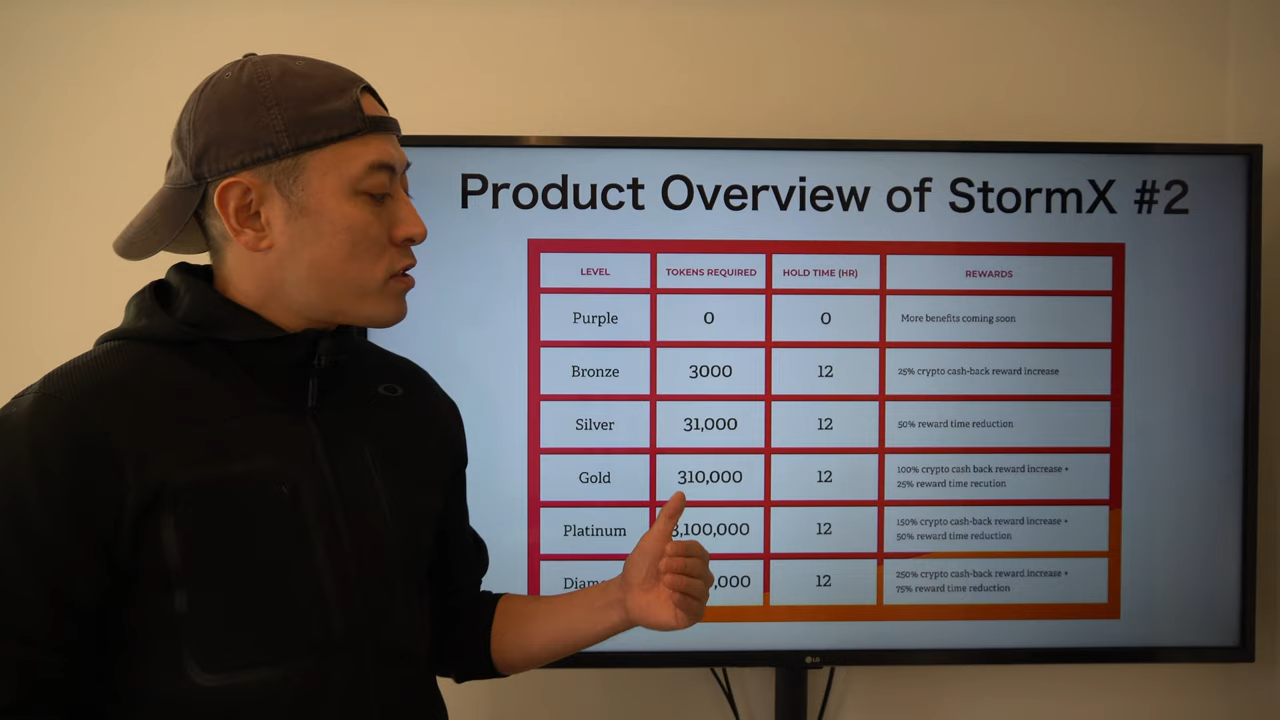 Product Overview of StormX #2
LEVEL TOKENS REQUIRED HOLD TIME (HR) REWARDS
Purple 0 0 More benefits coming soon
Bronze 3000 12 25% crypto cash-back reward increase
Silver 31,000 12 50% reward time reduction
Gold 310,000 12 100% crypto cash back reward increase +
25% reward time recution
Platinum 3,100,000 12 150% crypto cash-back reward increase +
50% reward time reduction
12 250% crypto cash-back reward increase +
75% reward time reduction
LG